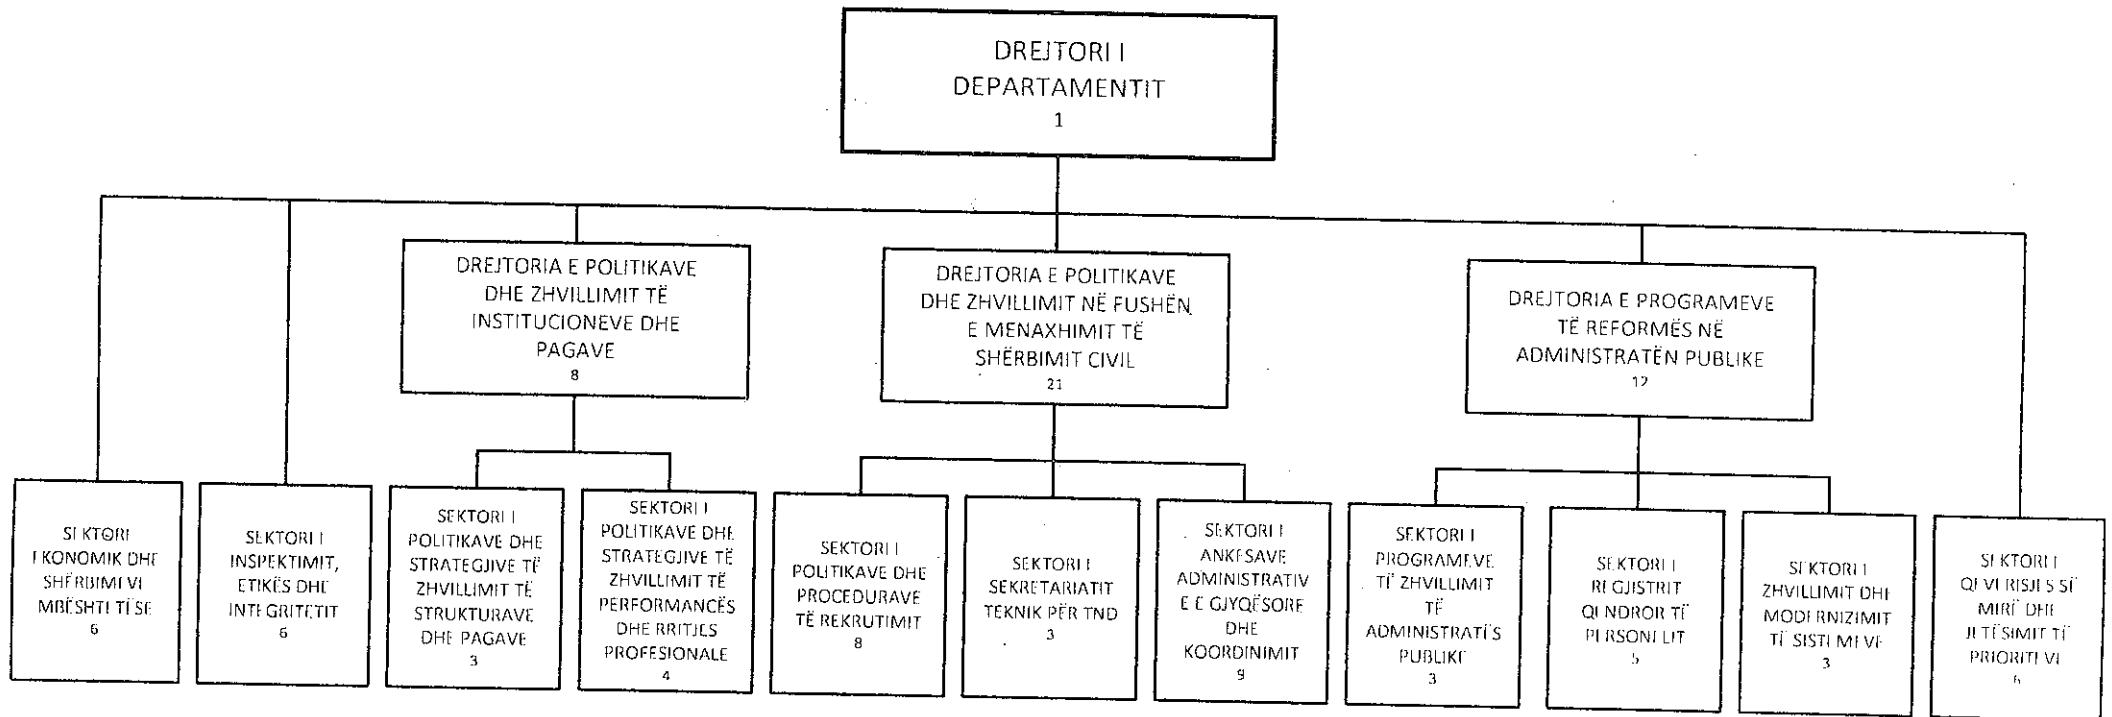 DREJTORI I
DEPARTAMENTIT
1
DREJTORIA E POLITIKAVE
DHE ZHVILLIMIT TË
INSTITUCIONEVE DHE
PAGAVE
8
DREJTORIA E POLITIKAVE
DHE ZHVILLIMIT NË FUSHËN
E MENAXHIMIT TË
SHËRBIMIT CIVIL
21
DREJTORIA E PROGRAMEVE
TË REFORMËS NË
ADMINISTRATËN PUBLIKE
12
SEKTORI
EKONOMIK DHE
SHËRBIMEVE
MBËSHTETËSE
6
SEKTORI I
INSPEKTIMIT,
ETIKËS DHE
INTEGRITETIT
6
SEKTORI I
POLITIKAVE DHE
STRATEGJIVE TË
ZHVILLIMIT TË
STRUKTURAVE
DHE PAGAVE
3
SEKTORI I
POLITIKAVE DHE
STRATEGJIVE TË
ZHVILLIMIT TË
PERFORMANCËS
DHE RRITJES
PROFESIONALE
4
SEKTORI I
POLITIKAVE DHE
PROCEDURAVE
TË REKRUTIMIT
8
SEKTORI I
SEKRETARIATIT
TEKNIK PËR TND
3
SEKTORI I
ANKESAVE
ADMINISTRATIV
E E GJYQËSORE
DHE
KOORDINIMIT
9
SEKTORI I
PROGRAMEVE
TË ZHVILLIMIT
TË
ADMINISTRATËS
PUBLIKE
3
SEKTORI I
REGJISTRIT
QENDROR TË
PERSONELIT
5
SEKTORI I
ZHVILLIMIT DHE
MODERNIZIMIT
TË SISTEMEVE
3
SEKTORI I
QEVERISJES SË
MIRË DHE
JETËSIMIT TË
PRIORITEVE
6